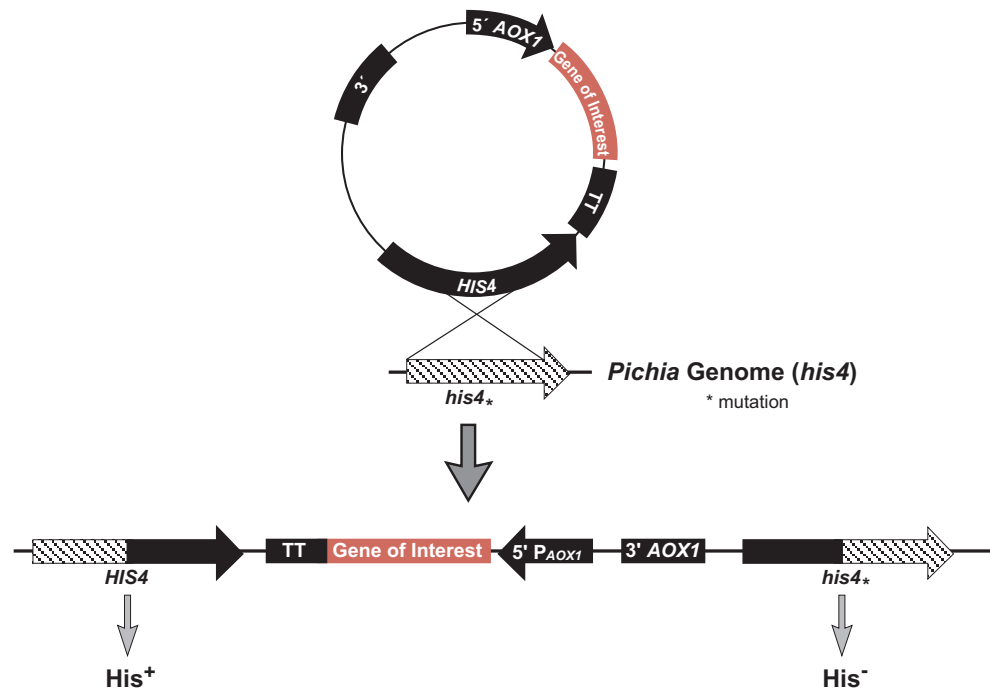 5´ AOX1
Gene of Interest
3´
TT
HIS4
his4*
Pichia Genome (his4)
* mutation
TT
Gene of Interest
5' PAOX1
3' AOX1
HIS4
his4*
His+
His-